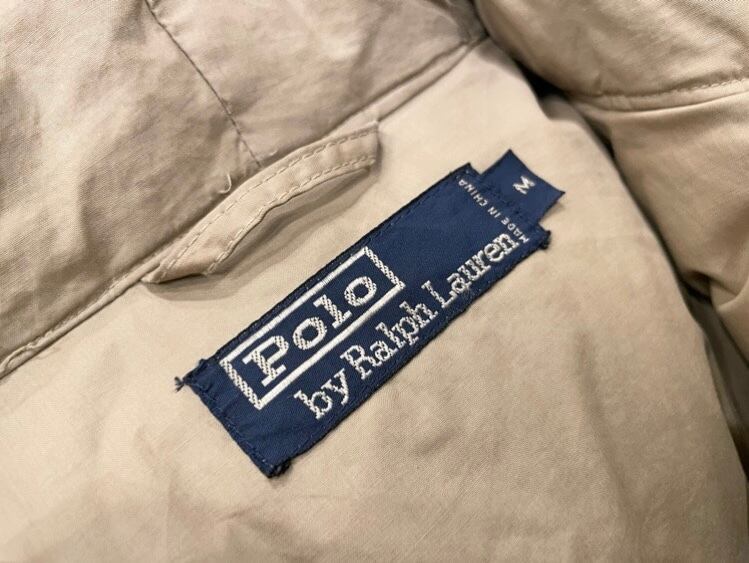 Polo
by Ralph Lauren
MADE IN CHINA
M